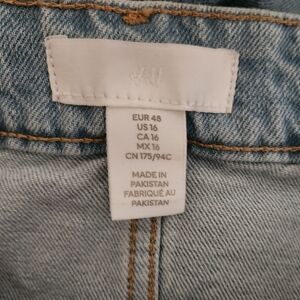 H&M
EUR 48
US 16
CA 16
MX 16
CN 175/94C
MADE IN
PAKISTAN
FABRIQUÉ AU
PAKISTAN